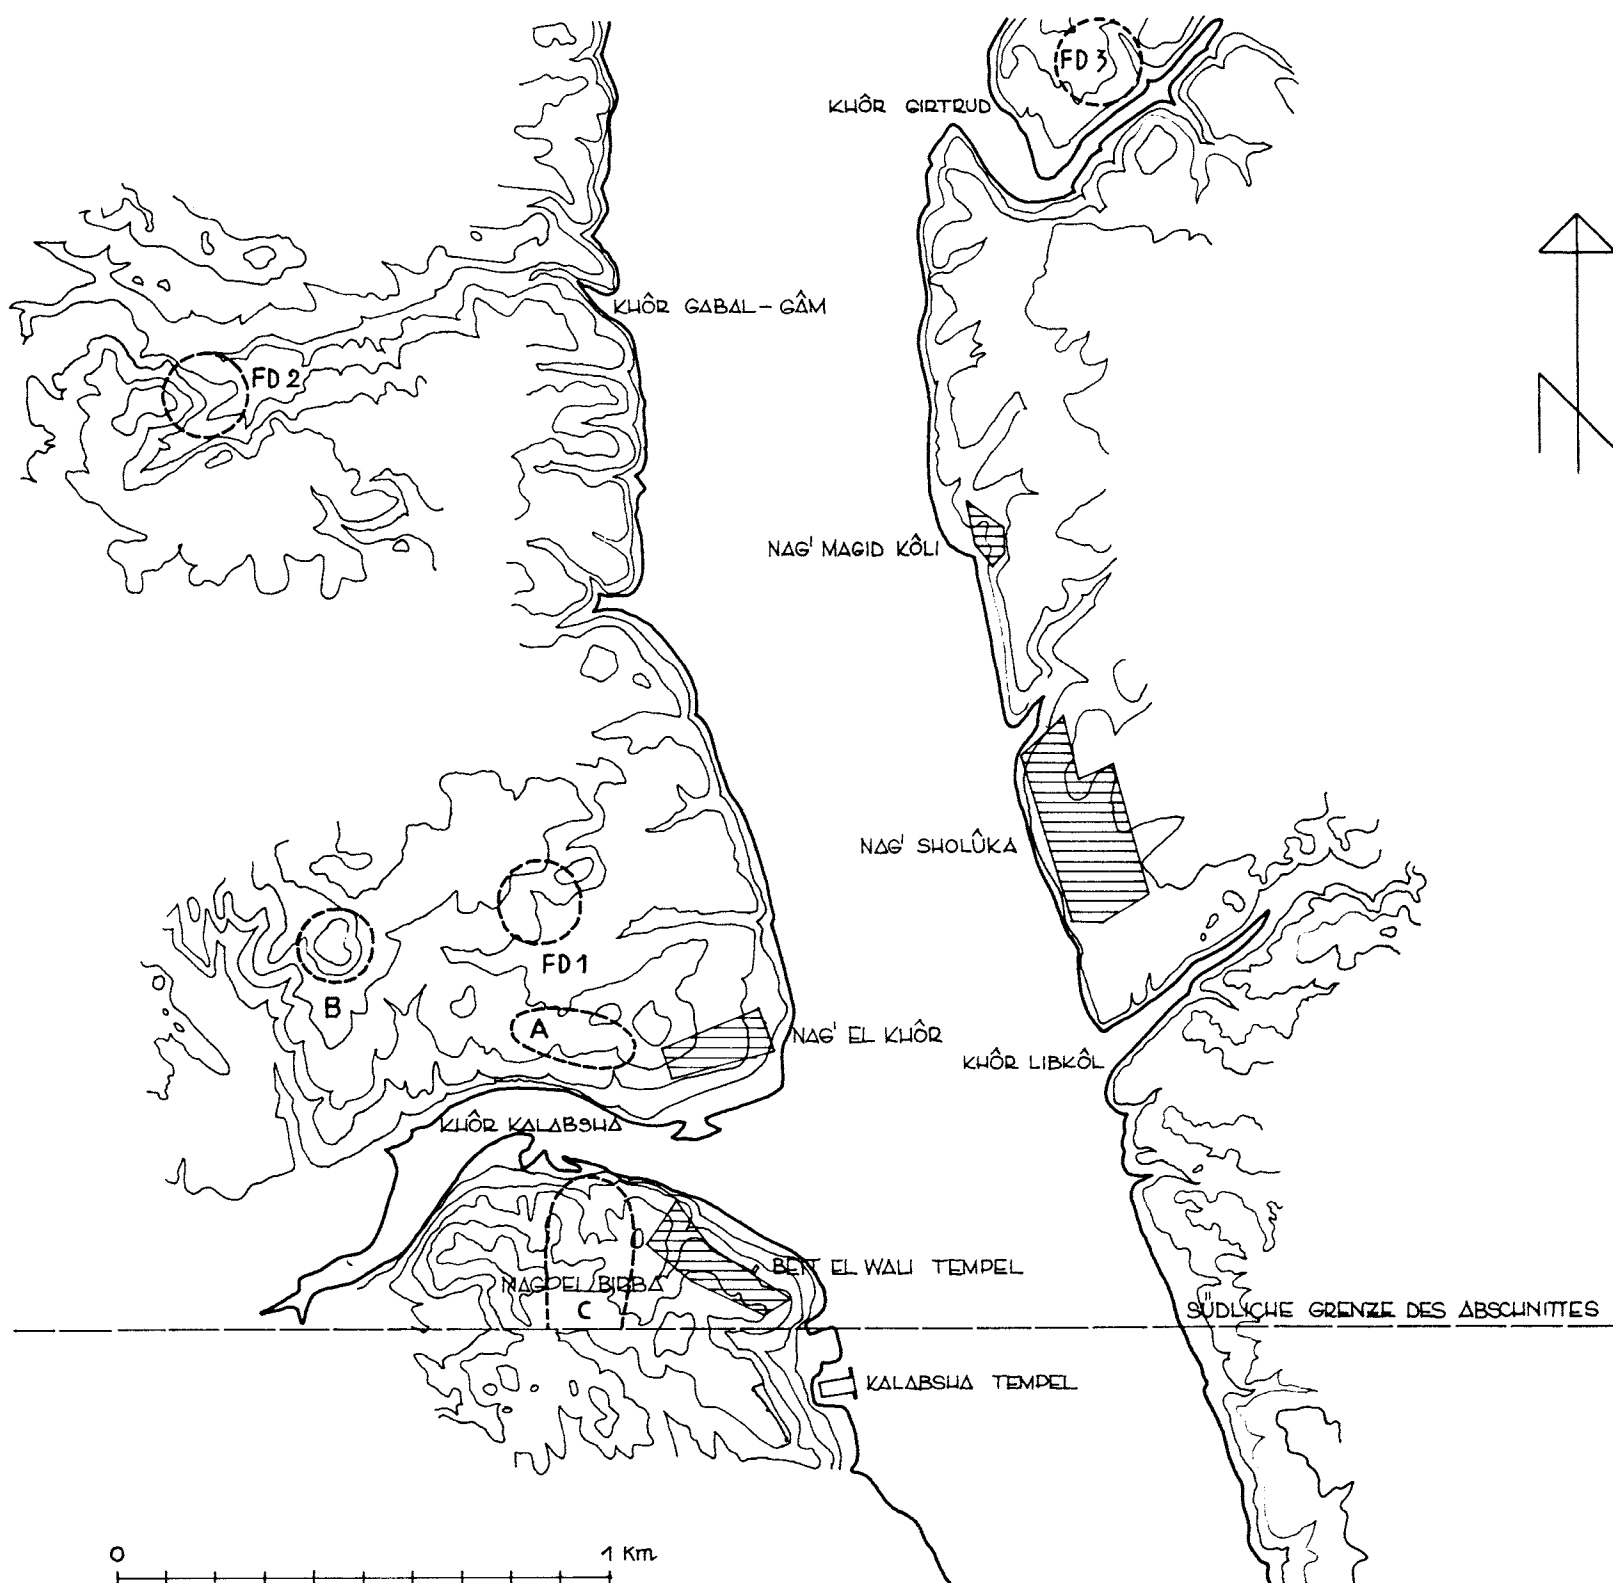 FD 3
KHÔR GIRTRUD
KHÔR GABAL-GÂM
FD 2
NAG' MAGID KÔLI
NAG' SHOLÛKA
FD 1
B
A
NAG' EL KHÔR
KHÔR LIBKÔL
KHÔR KALABSHA
BEIT EL WALI TEMPEL
EL BIRBA
C
SÜDLICHE GRENZE DES ABSCHNITTES
KALABSHA TEMPEL
0 1 Km
N